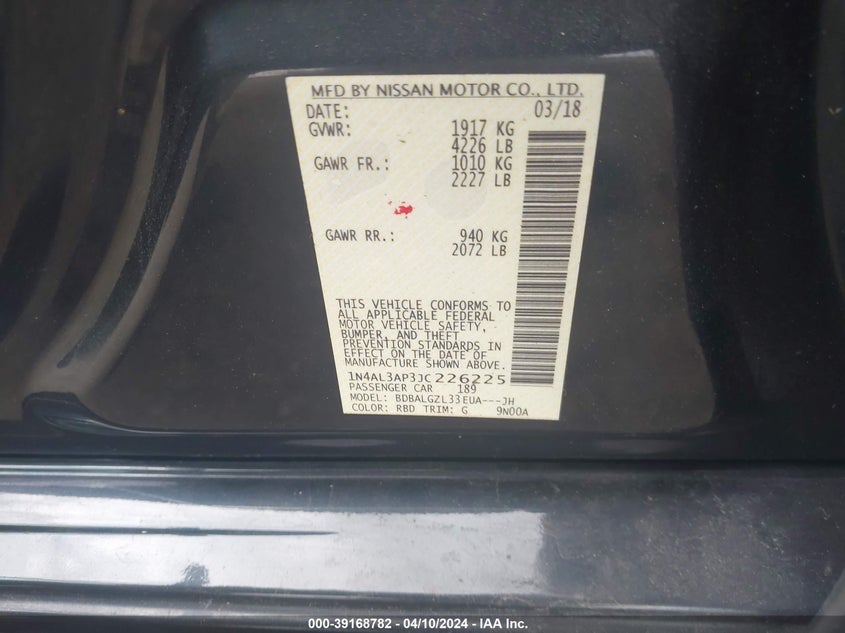 MFD BY NISSAN MOTOR CO., LTD.
DATE: 03/18
GVWR: 1917 KG
4226 LB
GAWR FR.: 1010 KG
2227 LB
GAWR RR.: 940 KG
2072 LB
THIS VEHICLE CONFORMS TO
ALL APPLICABLE FEDERAL
MOTOR VEHICLE SAFETY,
BUMPER, AND THEFT
PREVENTION STANDARDS IN
EFFECT ON THE DATE OF
MANUFACTURE SHOWN ABOVE.
1N4AL3AP3JC226225
PASSENGER CAR 189
MODEL: BDBALGZL33EUA---JH
COLOR: RBD TRIM: G 9N00A
000-39168782 - 04/10/2024 - IAA Inc.